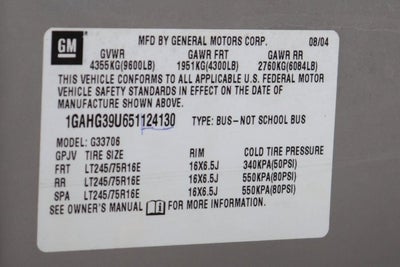 GM
MFD BY GENERAL MOTORS CORP. 08/04
GVWR GAWR FRT GAWR RR
4355KG(9600LB) 1951KG(4300LB) 2760KG(6084LB)
THIS VEHICLE CONFORMS TO ALL APPLICABLE U.S. FEDERAL MOTOR
VEHICLE SAFETY STANDARDS IN EFFECT ON THE DATE OF
MANUFACTURE SHOWN ABOVE.
1GAHG39U651124130 TYPE: BUS-NOT SCHOOL BUS
MODEL: G33706
GPJV TIRE SIZE RIM COLD TIRE PRESSURE
FRT LT245/75R16E 16X6.5J 340KPA(50PSI)
RR LT245/75R16E 16X6.5J 550KPA(80PSI)
SPA LT245/75R16E 16X6.5J 550KPA(80PSI)
SEE OWNER'S MANUAL FOR MORE INFORMATION.